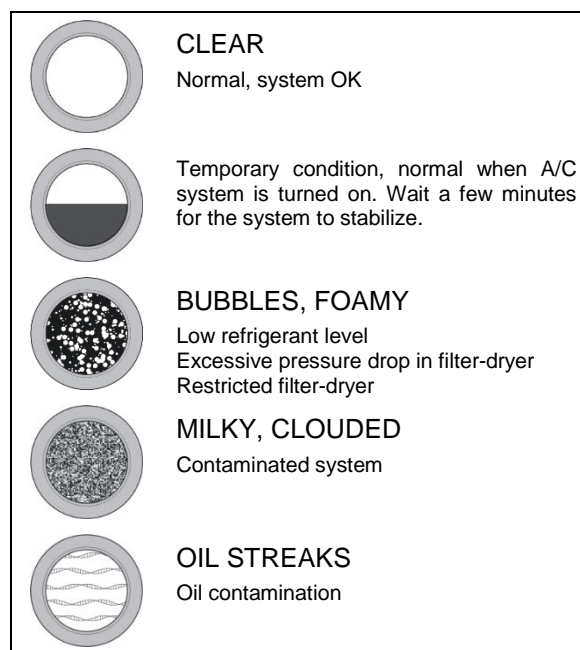 CLEAR
Normal, system OK
Temporary condition, normal when A/C
system is turned on. Wait a few minutes
for the system to stabilize.
BUBBLES, FOAMY
Low refrigerant level
Excessive pressure drop in filter-dryer
Restricted filter-dryer
MILKY, CLOUDED
Contaminated system
OIL STREAKS
Oil contamination